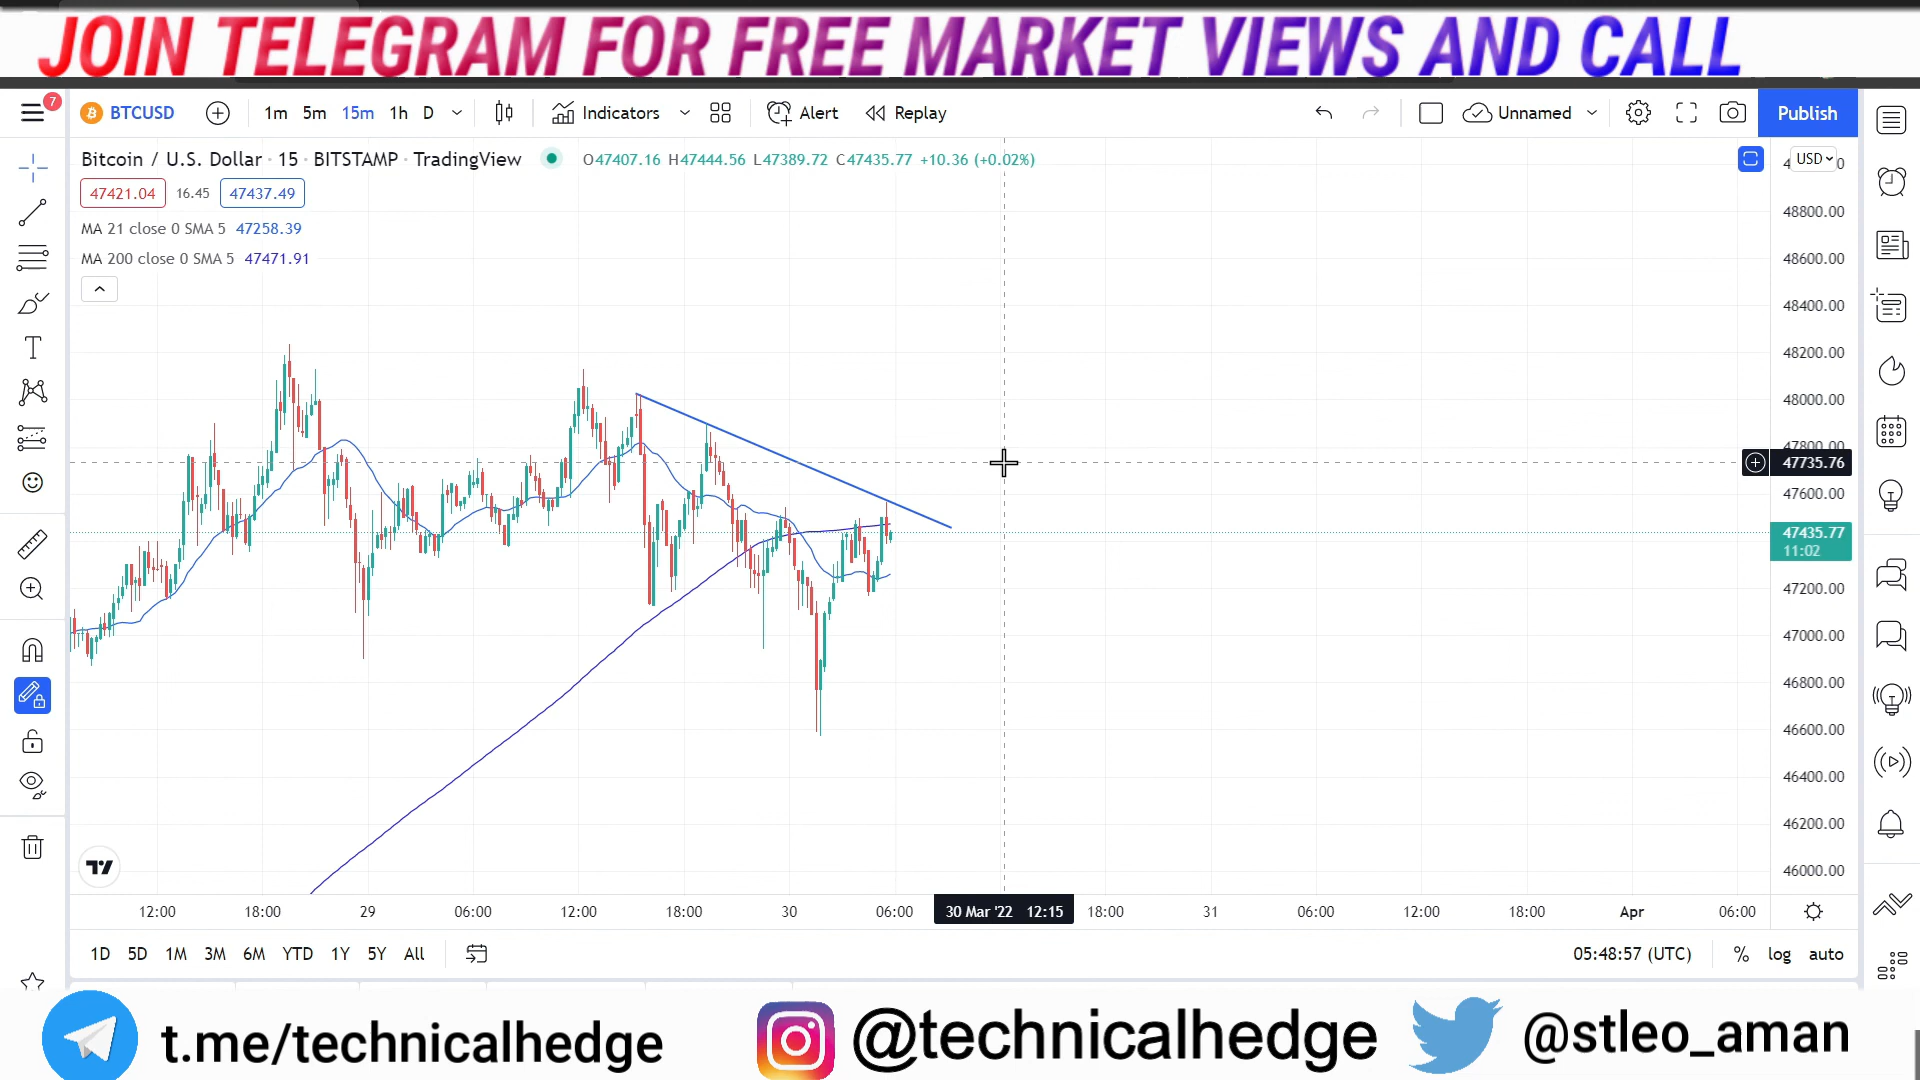 JOIN TELEGRAM FOR FREE MARKET VIEWS AND CALL
7 BTCUSD 1m 5m 15m 1h D Indicators Alert Replay Unnamed Publish
Bitcoin / U.S. Dollar · 15 · BITSTAMP · TradingView O47407.16 H47444.56 L47389.72 C47435.77 +10.36 (+0.02%) USD
47421.04 16.45 47437.49
48800.00
MA 21 close 0 SMA 5 47258.39
MA 200 close 0 SMA 5 47471.91
48600.00
48400.00
48200.00
48000.00
47800.00
47735.76
47600.00
47435.77
11:02
47200.00
47000.00
46800.00
46600.00
46400.00
46200.00
46000.00
12:00 18:00 29 06:00 12:00 18:00 30 06:00 30 Mar '22 12:15 18:00 31 06:00 12:00 18:00 Apr 06:00
1D 5D 1M 3M 6M YTD 1Y 5Y All 05:48:57 (UTC) % log auto
t.me/technicalhedge @technicalhedge @stleo_aman